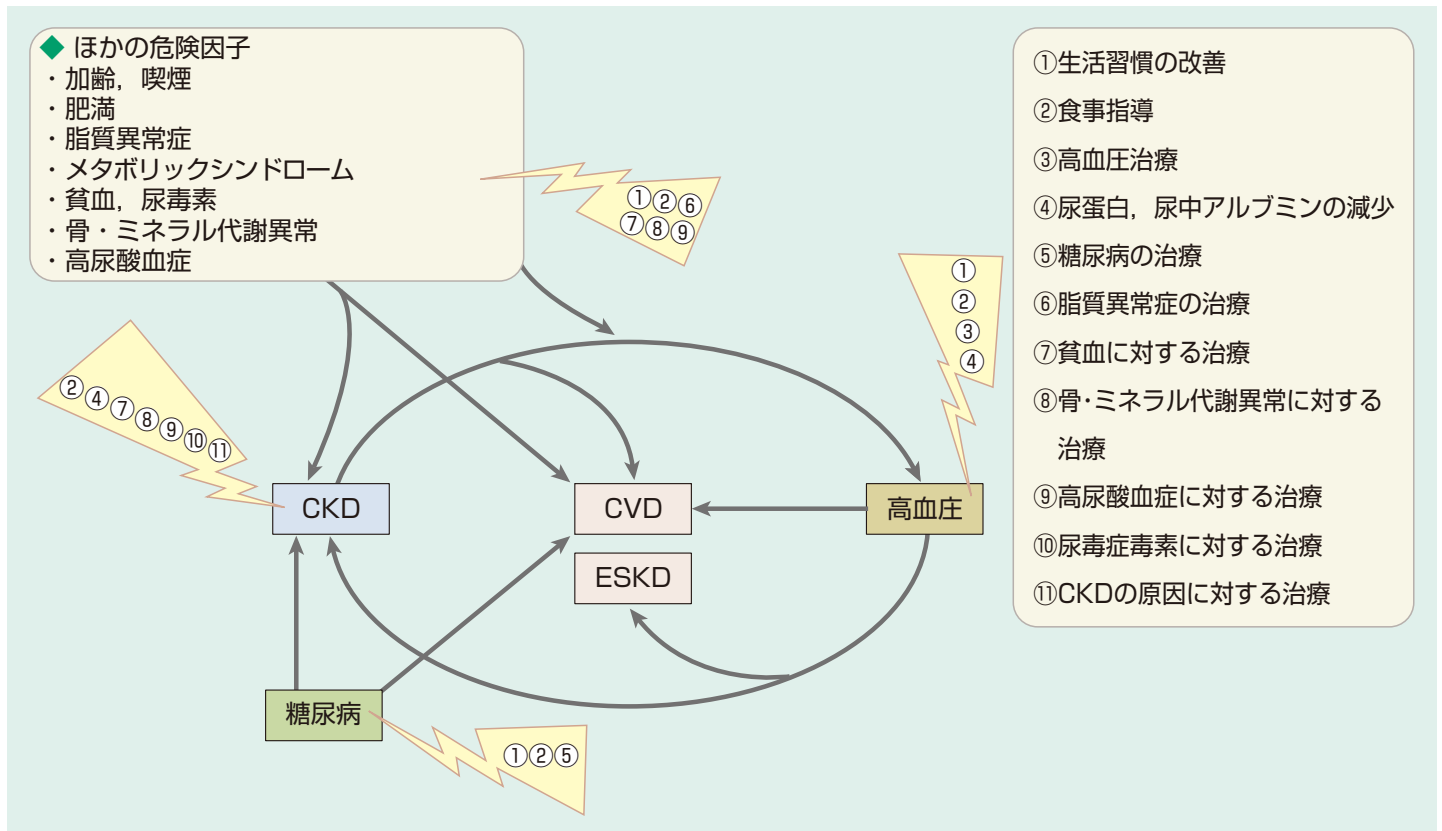 ◆ ほかの危険因子
・加齢，喫煙
・肥満
・脂質異常症
・メタボリックシンドローム
・貧血，尿毒素
・骨・ミネラル代謝異常
・高尿酸血症
①②⑥
⑦⑧⑨
①
②
③
④
②④⑦⑧⑨⑩⑪
CKD
CVD
高血圧
ESKD
糖尿病
①②⑤
①生活習慣の改善
②食事指導
③高血圧治療
④尿蛋白，尿中アルブミンの減少
⑤糖尿病の治療
⑥脂質異常症の治療
⑦貧血に対する治療
⑧骨・ミネラル代謝異常に対する
治療
⑨高尿酸血症に対する治療
⑩尿毒症毒素に対する治療
⑪CKDの原因に対する治療